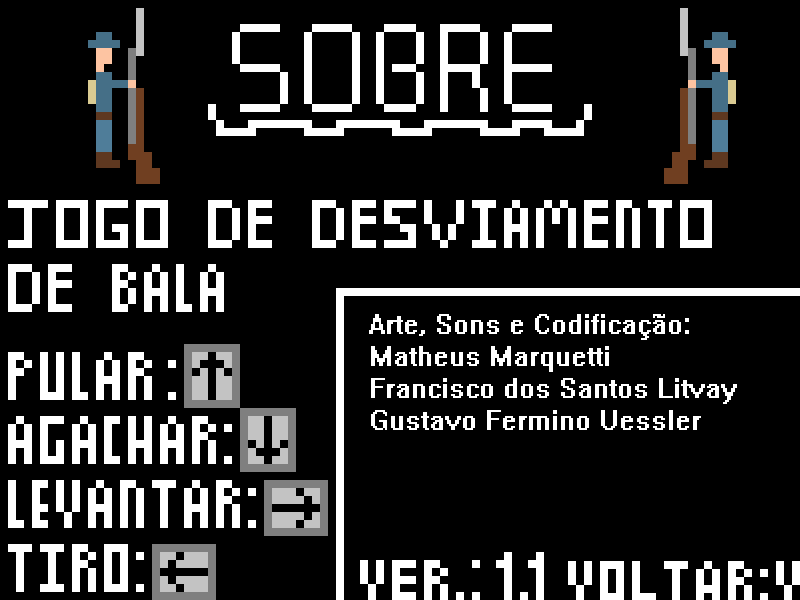 SOBRE
JOGO DE DESVIAMENTO
DE BALA
PULAR:↑
AGACHAR:↓
LEVANTAR:→
TIRO:←
Arte, Sons e Codificação:
Matheus Marquetti
Francisco dos Santos Litvay
Gustavo Fermino Uessler
VER.:1.1 VOLTAR:V